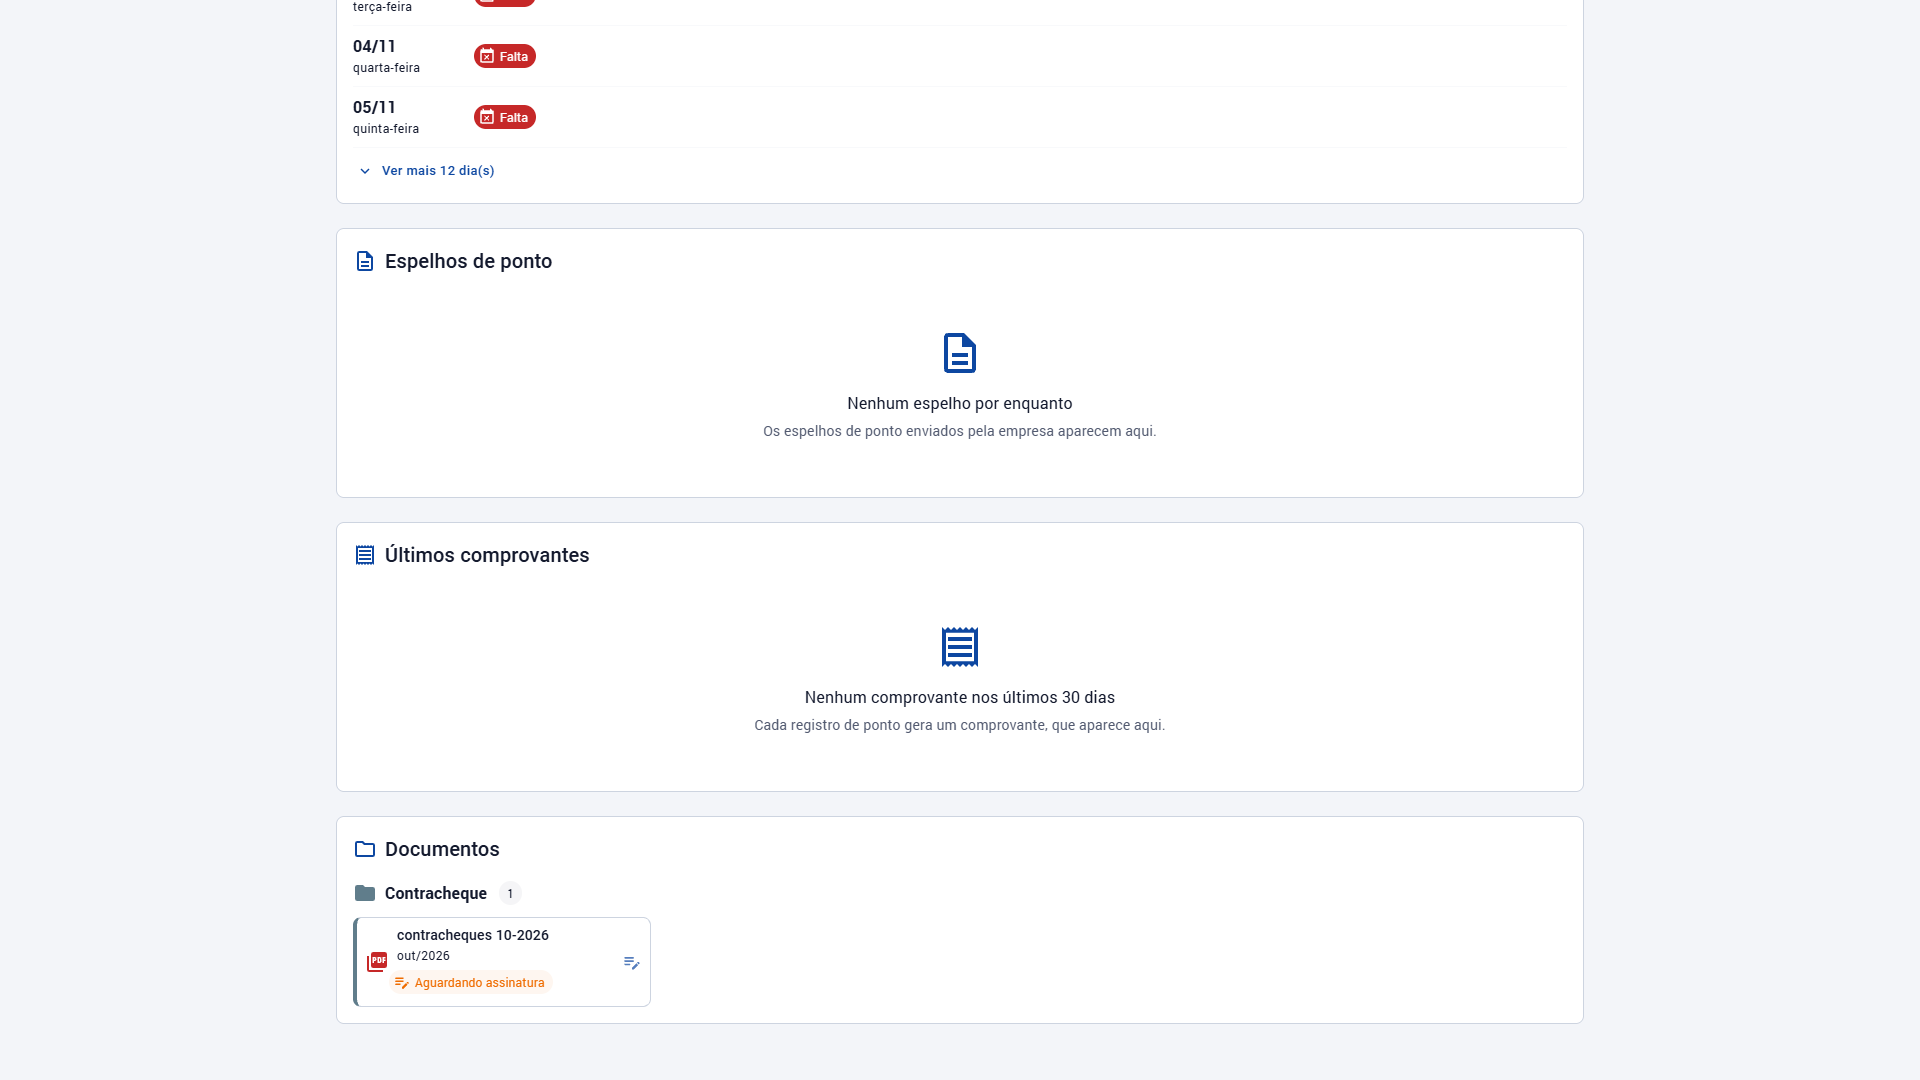 terça-feira
04/11
quarta-feira
Falta
05/11
quinta-feira
Falta
Ver mais 12 dia(s)
Espelhos de ponto
Nenhum espelho por enquanto
Os espelhos de ponto enviados pela empresa aparecem aqui.
Últimos comprovantes
Nenhum comprovante nos últimos 30 dias
Cada registro de ponto gera um comprovante, que aparece aqui.
Documentos
Contracheque 1
contracheques 10-2026
PDF
out/2026
Aguardando assinatura